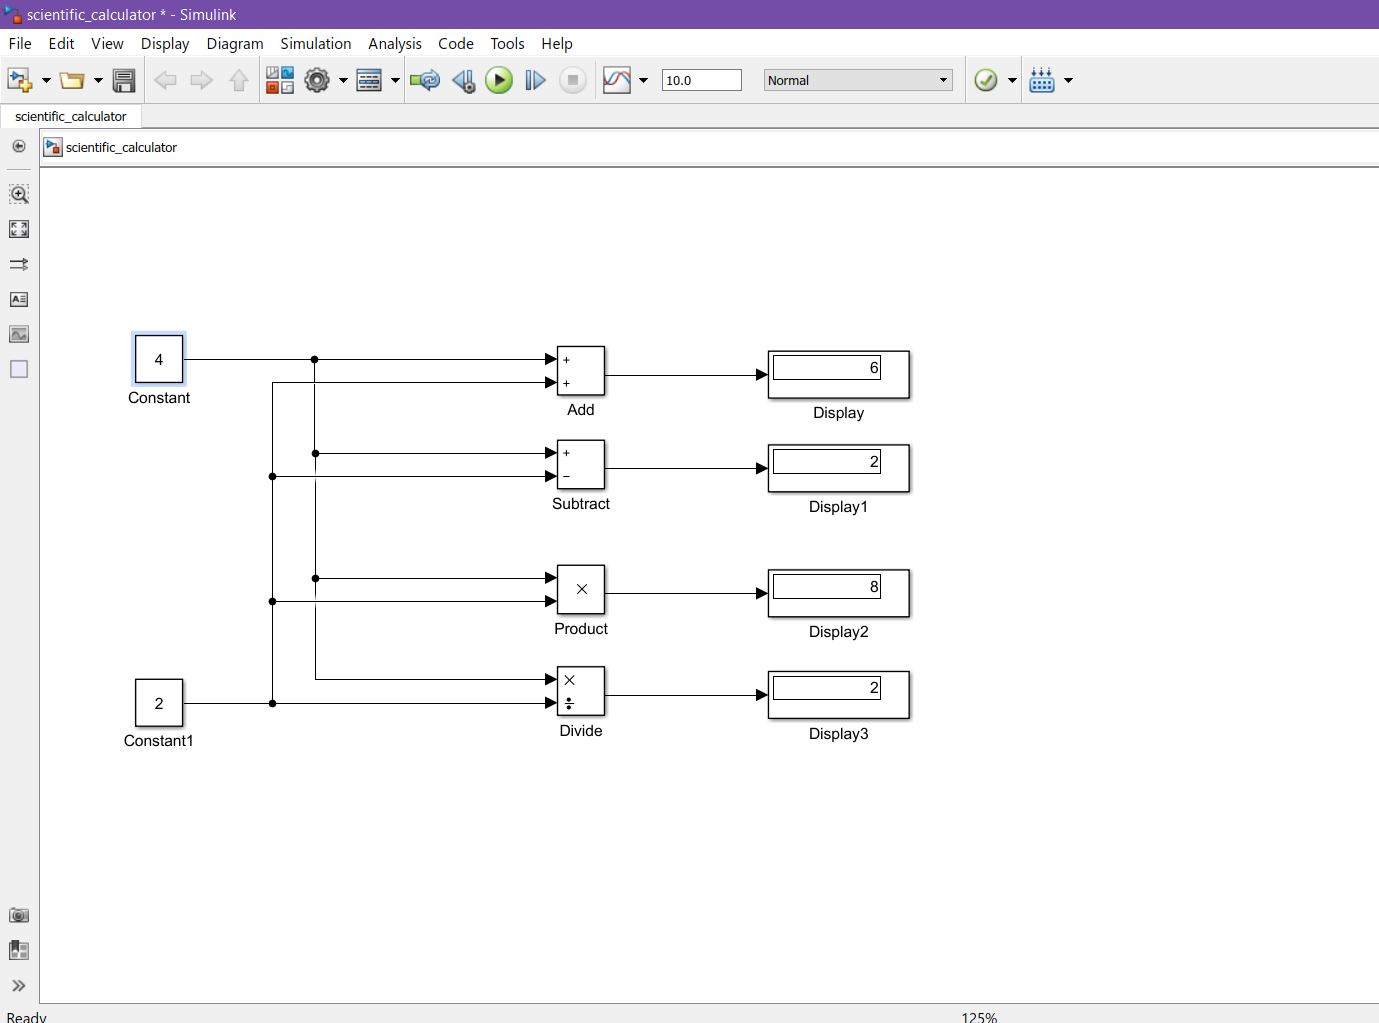 scientific_calculator * - Simulink
File Edit View Display Diagram Simulation Analysis Code Tools Help
10.0 Normal
scientific_calculator
scientific_calculator
4
Constant
+
+
Add
6
Display
+
−
Subtract
2
Display1
×
Product
8
Display2
2
Constant1
×
÷
Divide
2
Display3
Ready 125%